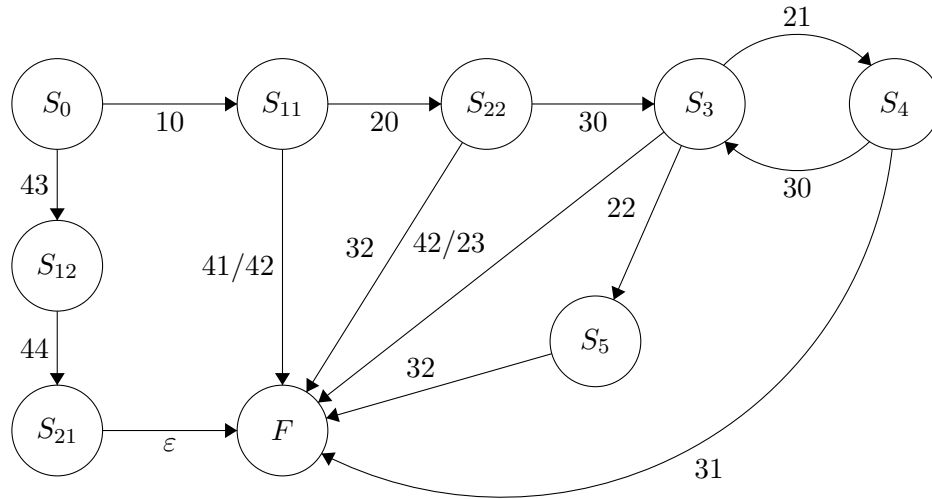 21
S₀ S₁₁ S₂₂ S₃ S₄
10 20 30
43 22 30
32 42/23
S₁₂ 41/42
S₅
44 32
S₂₁ F
ε 31